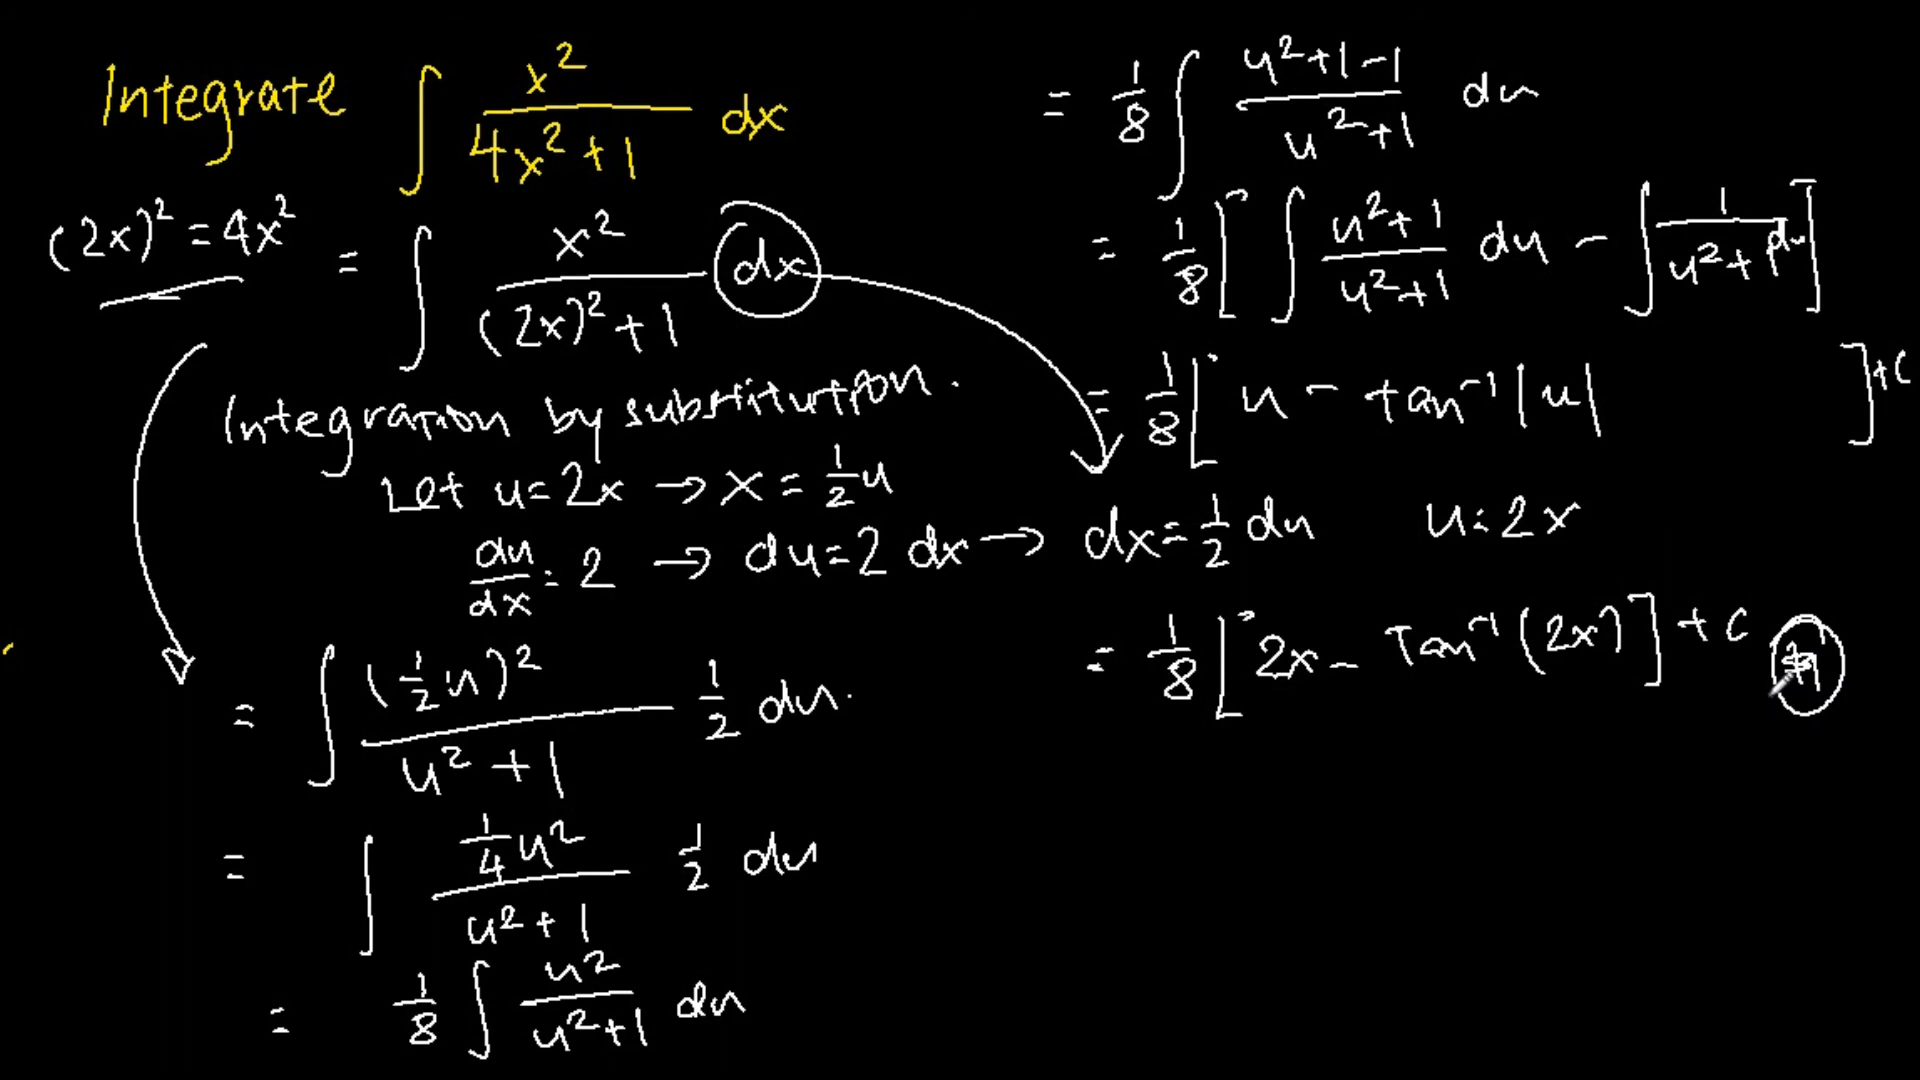 Integrate ∫ x²/(4x²+1) dx
(2x)² = 4x²
= ∫ x²/((2x)²+1) dx
Integration by substitution.
Let u=2x → x = ½u
du/dx = 2 → du=2 dx → dx=½ du
= ∫ (½u)²/(u²+1) ½ du.
= ∫ ¼u²/(u²+1) ½ du
= ⅛ ∫ u²/(u²+1) du
= ⅛ ∫ (u²+1-1)/(u²+1) du
= ⅛ [ ∫ (u²+1)/(u²+1) du - ∫ 1/(u²+1) du ]
= ⅛ [ u - tan⁻¹|u| ] + c
u=2x
= ⅛ [ 2x - Tan⁻¹(2x) ] + c